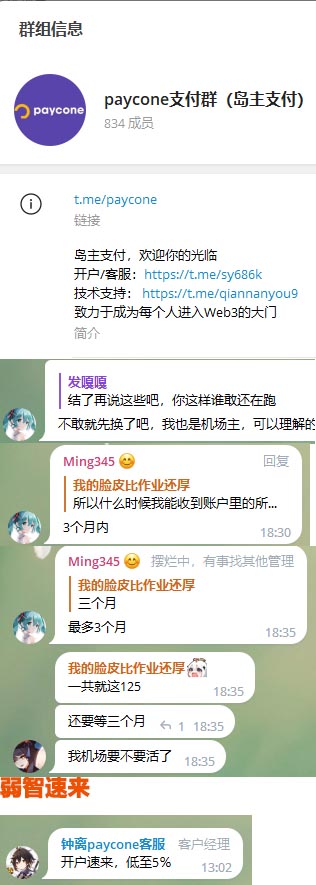 群组信息
paycone
paycone支付群（岛主支付）
834 成员
t.me/paycone
链接
岛主支付，欢迎你的光临
开户/客服：https://t.me/sy686k
技术支持： https://t.me/qiannanyou9
致力于成为每个人进入Web3的大门
简介
发嘎嘎
结了再说这些吧，你这样谁敢还在跑
不敢就先换了吧，我也是机场主，可以理解的
Ming345 😊 回复
我的脸皮比作业还厚
所以什么时候我能收到账户里的所...
3个月内
18:30
Ming345 😊 摆烂中，有事找其他管理
我的脸皮比作业还厚
三个月
最多3个月
18:35
我的脸皮比作业还厚
一共就这125
18:35
还要等三个月 1 18:35
我机场要不要活了 18:35
弱智速来
钟离paycone客服 客户经理
开户速来，低至5%
13:02